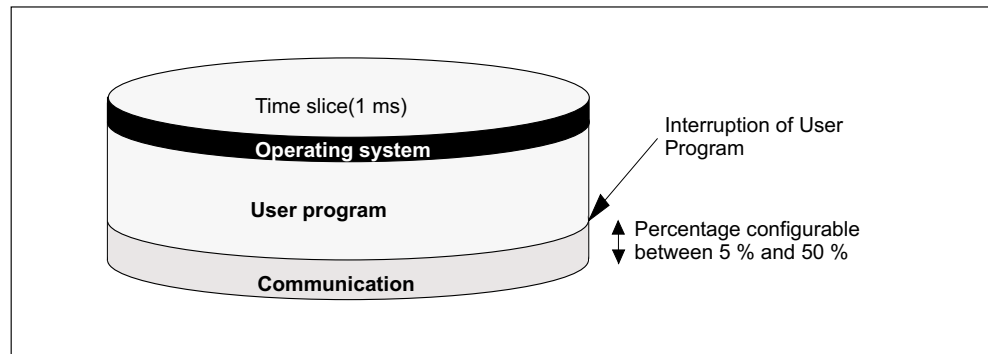 Time slice(1 ms)
Operating system
User program
Communication
Interruption of User
Program
Percentage configurable
between 5 % and 50 %